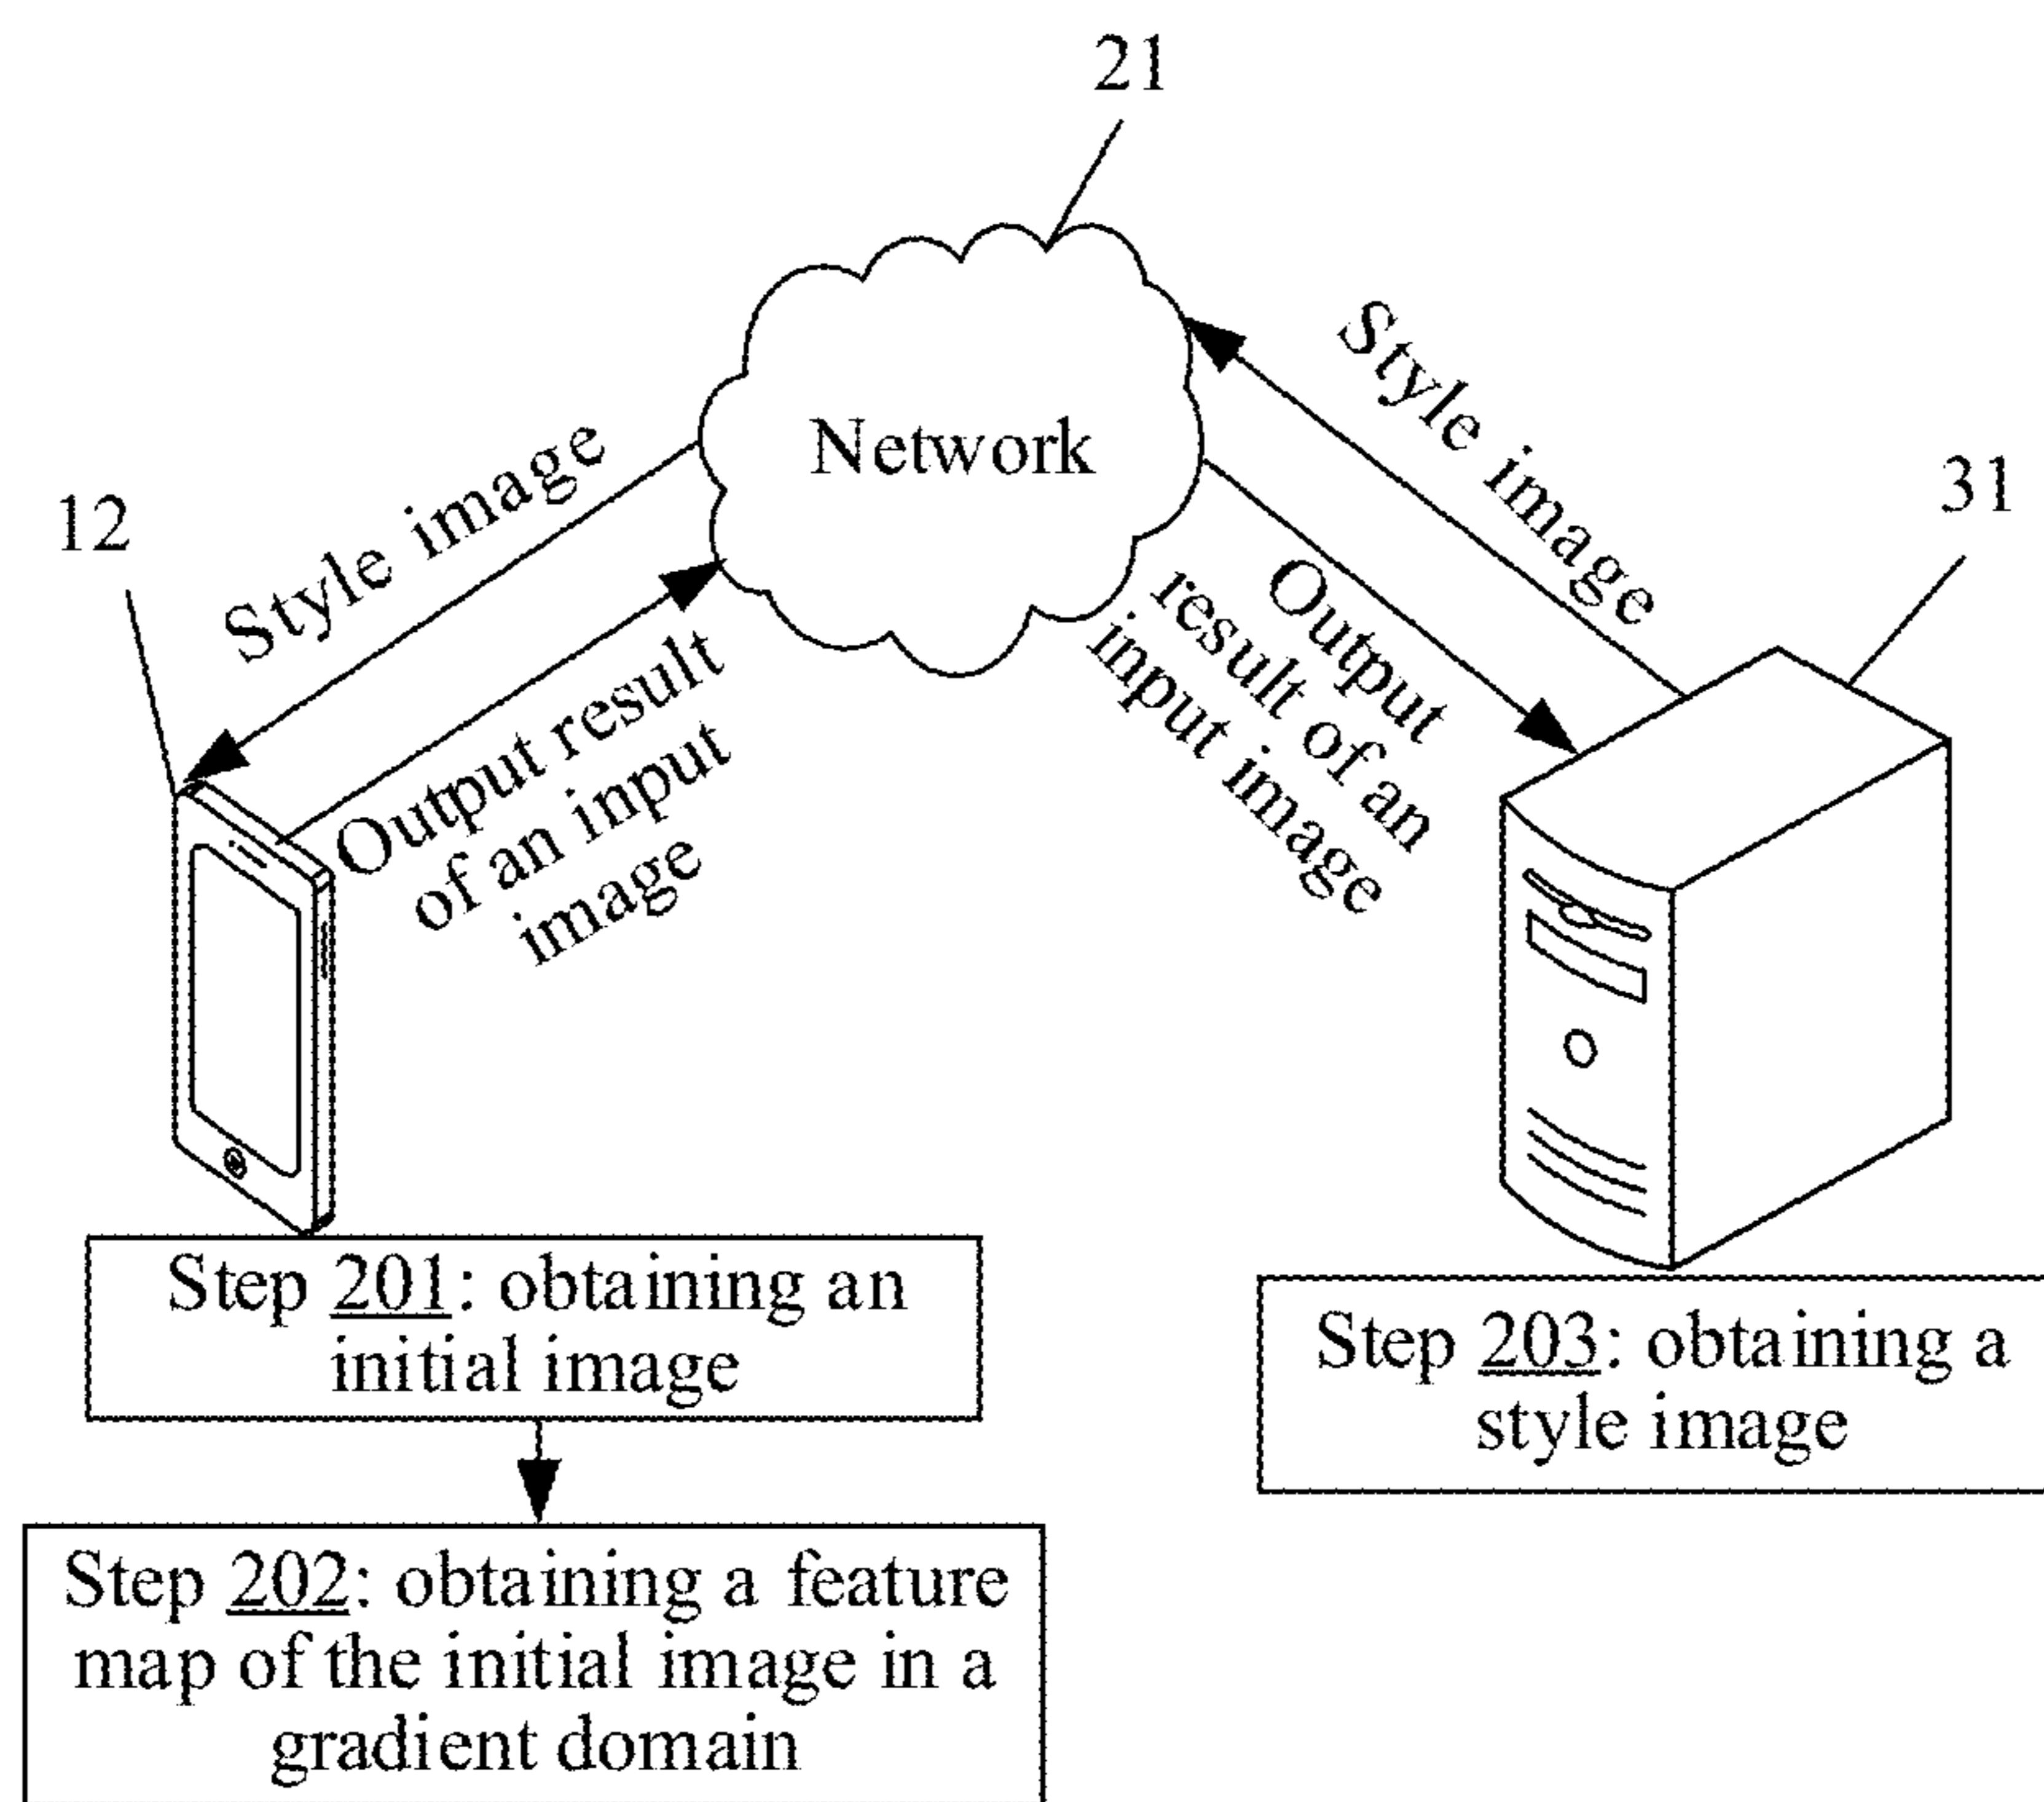 21
Network
Style image
31
12
Style image
Output
result of an
input image
Output result
of an input
image
Step 201: obtaining an
initial image
Step 203: obtaining a
style image
Step 202: obtaining a feature
map of the initial image in a
gradient domain